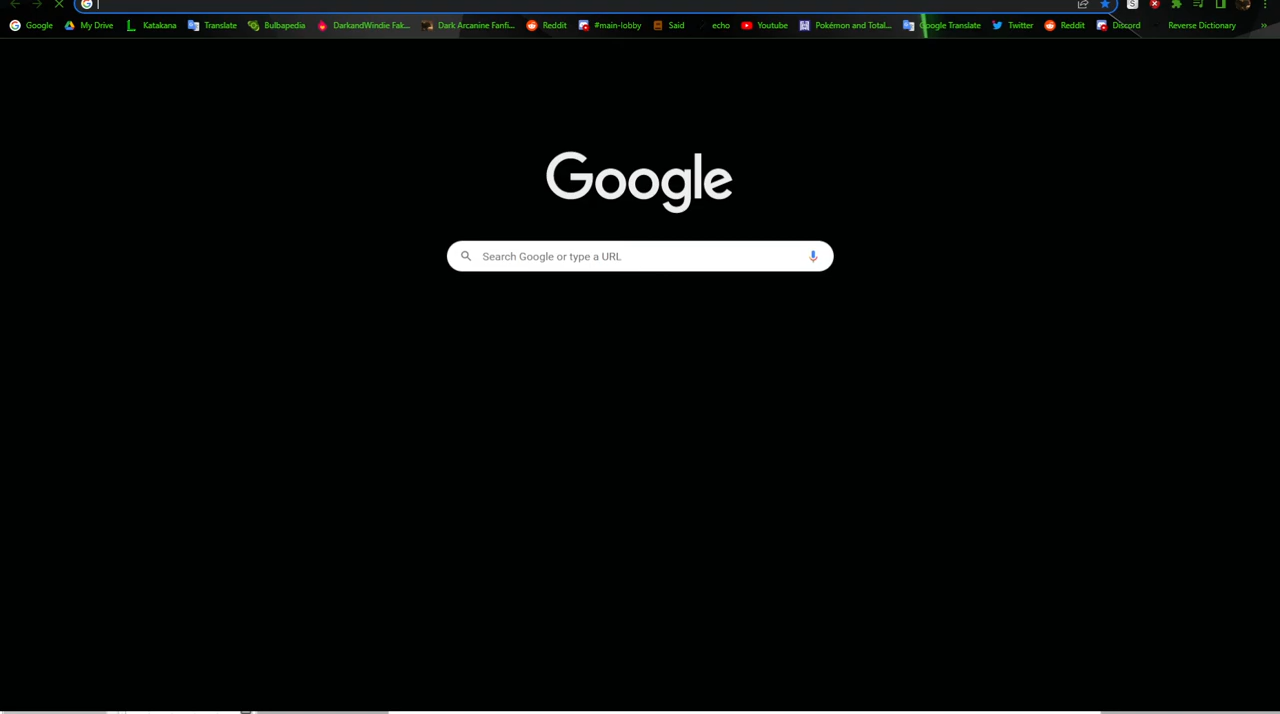 Google My Drive Katakana Translate Bulbapedia DarkandWindie Fak... Dark Arcanine Fanfi... Reddit #main-lobby Said echo Youtube Pokémon and Total... Google Translate Twitter Reddit Discord Reverse Dictionary »
Google
Search Google or type a URL